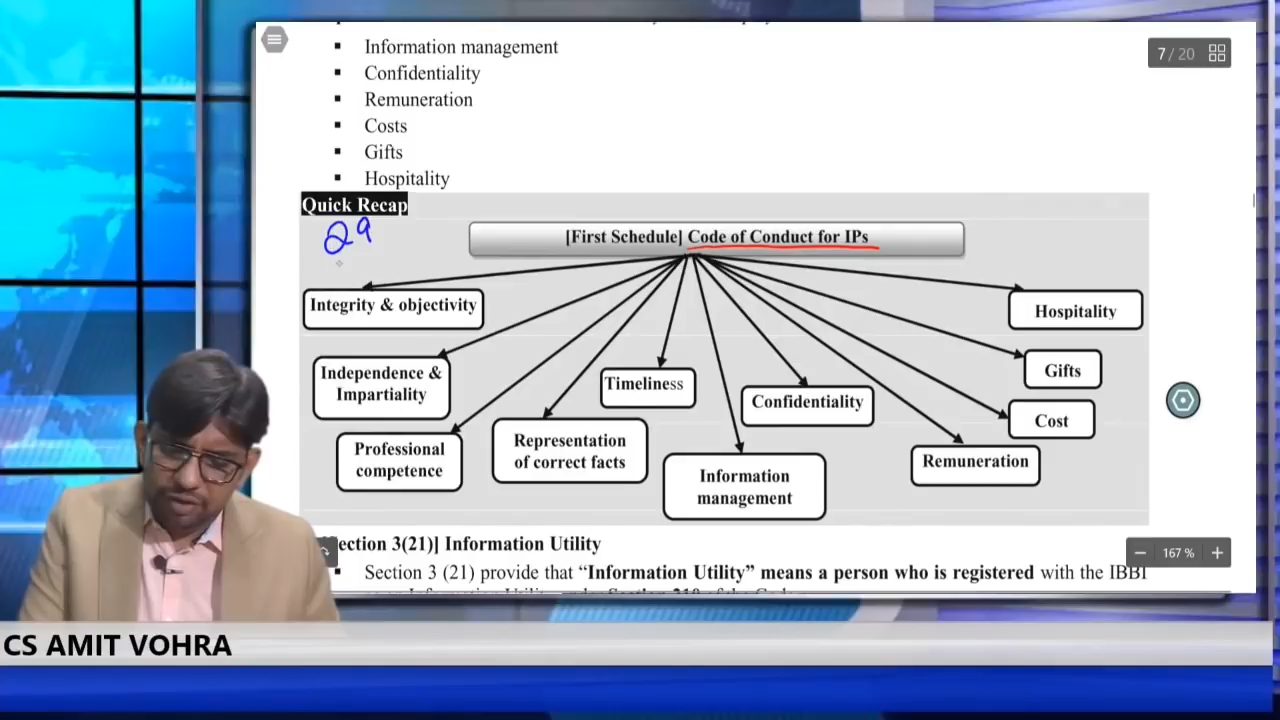 Information management
7 / 20
Confidentiality
Remuneration
Costs
Gifts
Hospitality
Quick Recap
29
[First Schedule] Code of Conduct for IPs
Integrity & objectivity
Hospitality
Independence &
Impartiality
Timeliness
Gifts
Confidentiality
Cost
Professional
competence
Representation
of correct facts
Remuneration
Information
management
ection 3(21)] Information Utility
167 %
Section 3 (21) provide that “Information Utility” means a person who is registered with the IBBI
CS AMIT VOHRA